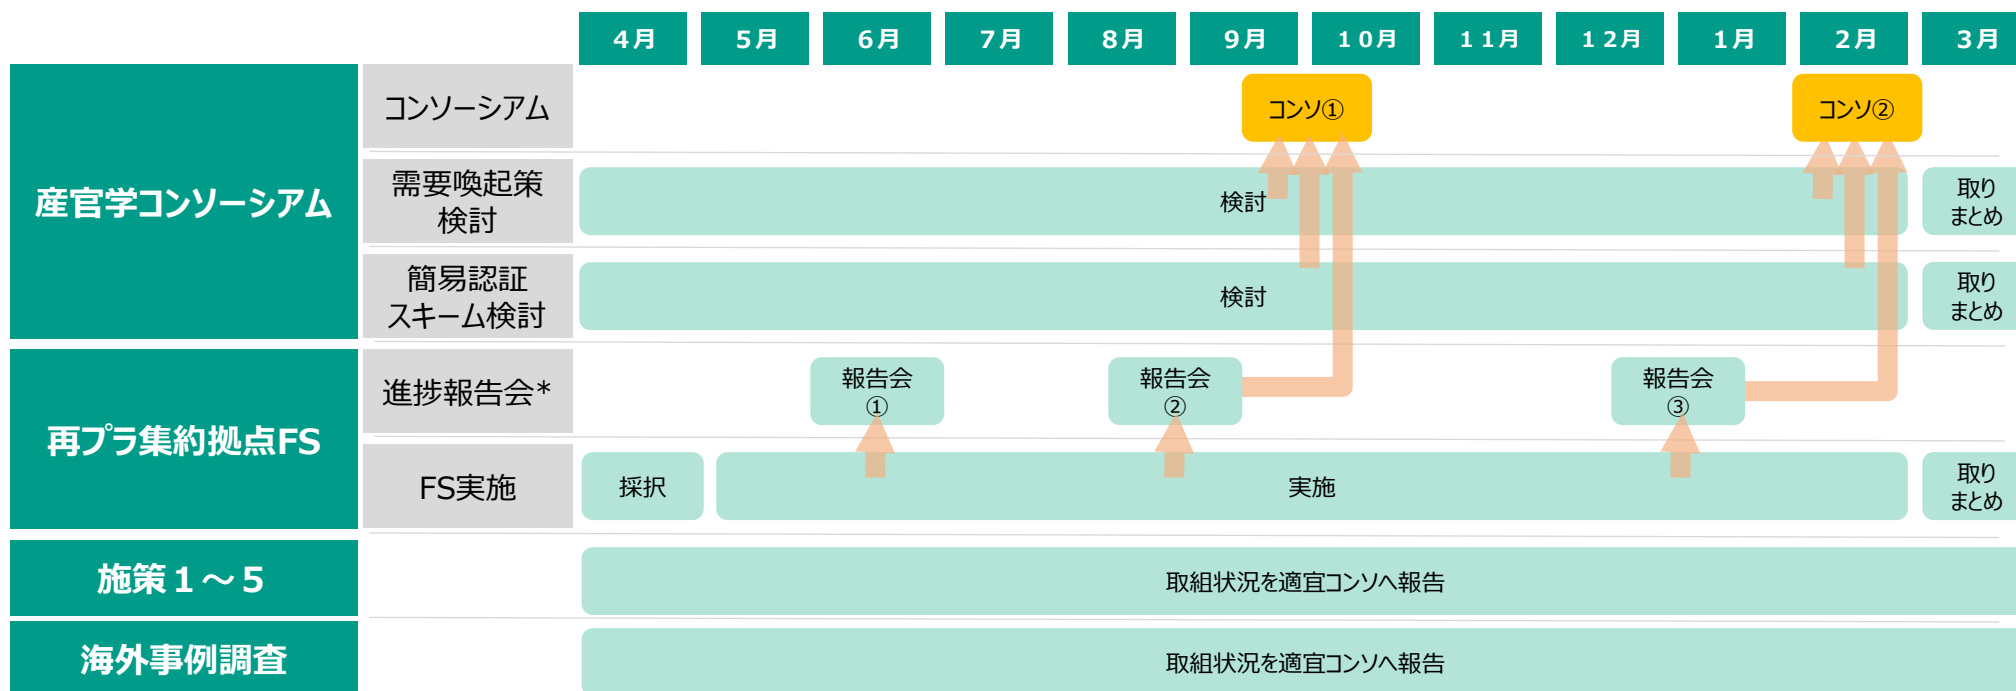 4月 5月 6月 7月 8月 9月 10月 11月 12月 1月 2月 3月
産官学コンソーシアム
コンソーシアム
コンソ①
コンソ②
需要喚起策
検討
検討
取り
まとめ
簡易認証
スキーム検討
検討
取り
まとめ
再プラ集約拠点FS
進捗報告会*
報告会
①
報告会
②
報告会
③
FS実施
採択
実施
取り
まとめ
施策1～5
取組状況を適宜コンソへ報告
海外事例調査
取組状況を適宜コンソへ報告